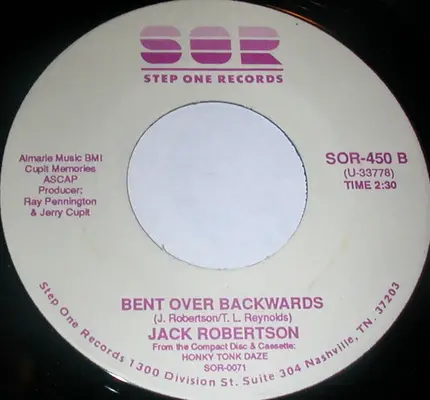 SOR
STEP ONE RECORDS
Almarie Music BMI
Cupit Memories
ASCAP
Producer:
Ray Pennington
& Jerry Cupit
SOR-450 B
(U-33778)
TIME 2:30
BENT OVER BACKWARDS
(J. Robertson/T. L. Reynolds)
JACK ROBERTSON
From the Compact Disc & Cassette:
HONKY TONK DAZE
SOR-0071
Step One Records 1300 Division St. Suite 304 Nashville, TN. 37203